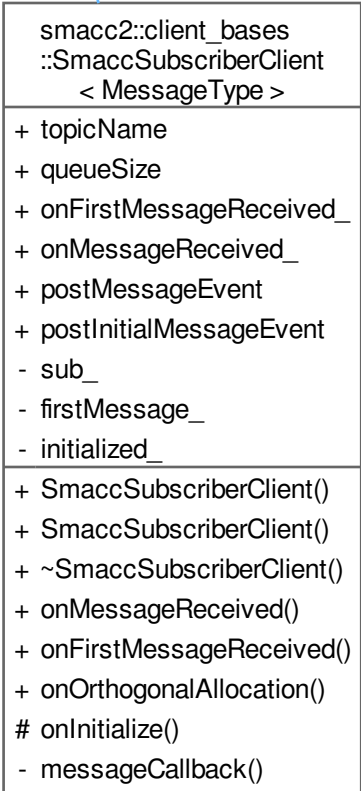 smacc2::client_bases
::SmaccSubscriberClient
< MessageType >
+ topicName
+ queueSize
+ onFirstMessageReceived_
+ onMessageReceived_
+ postMessageEvent
+ postInitialMessageEvent
- sub_
- firstMessage_
- initialized_
+ SmaccSubscriberClient()
+ SmaccSubscriberClient()
+ ~SmaccSubscriberClient()
+ onMessageReceived()
+ onFirstMessageReceived()
+ onOrthogonalAllocation()
# onInitialize()
- messageCallback()